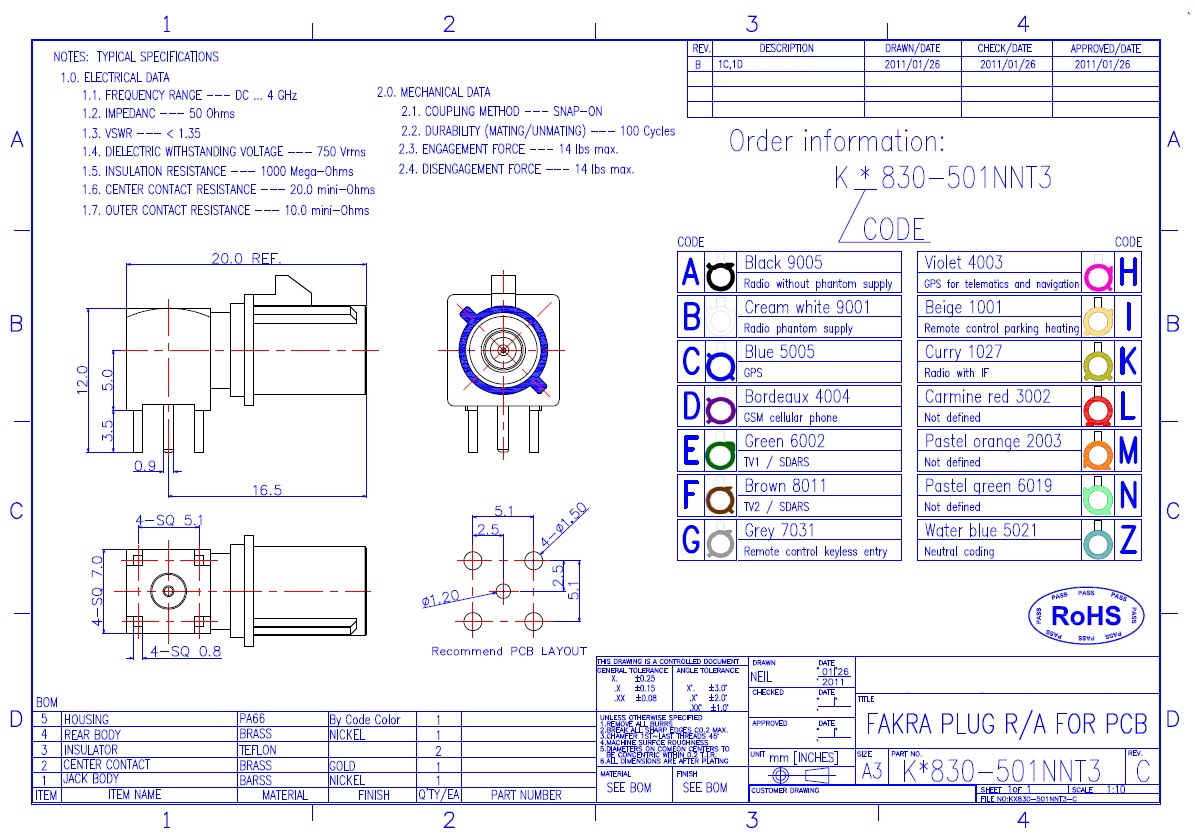 1 2 3 4
NOTES: TYPICAL SPECIFICATIONS
1.0. ELECTRICAL DATA
1.1. FREQUENCY RANGE --- DC ... 4 GHz
1.2. IMPEDANC --- 50 Ohms
1.3. VSWR --- < 1.35
1.4. DIELECTRIC WITHSTANDING VOLTAGE --- 750 Vrms
1.5. INSULATION RESISTANCE --- 1000 Mega-Ohms
1.6. CENTER CONTACT RESISTANCE --- 20.0 mini-Ohms
1.7. OUTER CONTACT RESISTANCE --- 10.0 mini-Ohms
2.0. MECHANICAL DATA
2.1. COUPLING METHOD --- SNAP-ON
2.2. DURABILITY (MATING/UNMATING) --- 100 Cycles
2.3. ENGAGEMENT FORCE --- 14 lbs max.
2.4. DISENGAGEMENT FORCE --- 14 lbs max.
REV. DESCRIPTION DRAWN/DATE CHECK/DATE APPROVED/DATE
B 1C,1D 2011/01/26 2011/01/26 2011/01/26
A A
B B
C C
D D
Order information:
K * 830-501NNT3
CODE
CODE
A Black 9005
Radio without phantom supply
B Cream white 9001
Radio phantom supply
C Blue 5005
GPS
D Bordeaux 4004
GSM cellular phone
E Green 6002
TV1 / SDARS
F Brown 8011
TV2 / SDARS
G Grey 7031
Remote control keyless entry
CODE
Violet 4003 H
GPS for telematics and navigation
Beige 1001 I
Remote control parking heating
Curry 1027 K
Radio with IF
Carmine red 3002 L
Not defined
Pastel orange 2003 M
Not defined
Pastel green 6019 N
Not defined
Water blue 5021 Z
Neutral coding
20.0 REF.
12.0
5.0
3.5
0.9
16.5
4-SQ 5.1
4-SQ 7.0
4-SQ 0.8
5.1
2.5
4-ø1.50
2.5
5.1
ø1.20
Recommend PCB LAYOUT
PASS PASS PASS PASS PASS PASS PASS PASS
RoHS
BOM
5 HOUSING PA66 By Code Color 1
4 REAR BODY BRASS NICKEL 1
3 INSULATOR TEFLON 2
2 CENTER CONTACT BRASS GOLD 1
1 JACK BODY BARSS NICKEL 1
ITEM ITEM NAME MATERIAL FINISH Q'TY/EA PART NUMBER
THIS DRAWING IS A CONTROLLED DOCUMENT
GENERAL TOLERANCE ANGLE TOLERANCE
X. ±0.25
.X ±0.15 X°. ±3.0°
.XX ±0.08 .X° ±2.0°
.XX° ±1.0°
UNLESS OTHERWISE SPECIFIED
1.REMOVE ALL BURRS
2.BREAK ALL SHARP EDGES C0.2 MAX.
3.CHAMFER 1ST-LAST THREADS 45°
4.MACHINE SURFCE ROUGHNESS
5.DIAMETERS ON COMEON CENTERS TO
BE CONCENTRIC WITHIN 0.2 T.I.R
6.ALL DIMENSIONS ARE AFTER PLATING
MATERIAL FINISH
SEE BOM SEE BOM
DRAWN DATE
NEIL 01/26
2011
CHECKED DATE
APPROVED DATE
UNIT mm [INCHES]
CUSTOMER DRAWING
TITLE
FAKRA PLUG R/A FOR PCB
SIZE PART NO. REV.
A3 K*830-501NNT3 C
SHEET 1of 1 SCALE 1:10
FILE NO:KX830-501NNT3-C
1 2 3 4